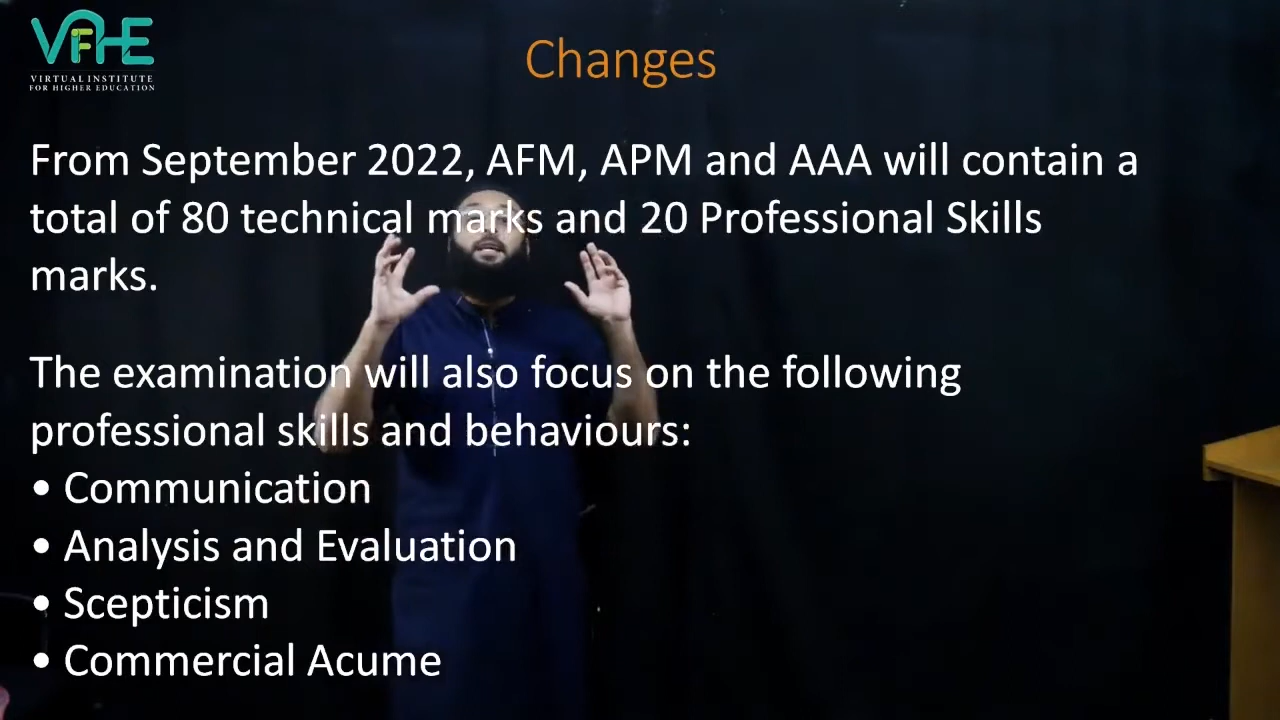 VIFHE
VIRTUAL INSTITUTE
FOR HIGHER EDUCATION
Changes
From September 2022, AFM, APM and AAA will contain a
total of 80 technical marks and 20 Professional Skills
marks.
The examination will also focus on the following
professional skills and behaviours:
• Communication
• Analysis and Evaluation
• Scepticism
• Commercial Acume